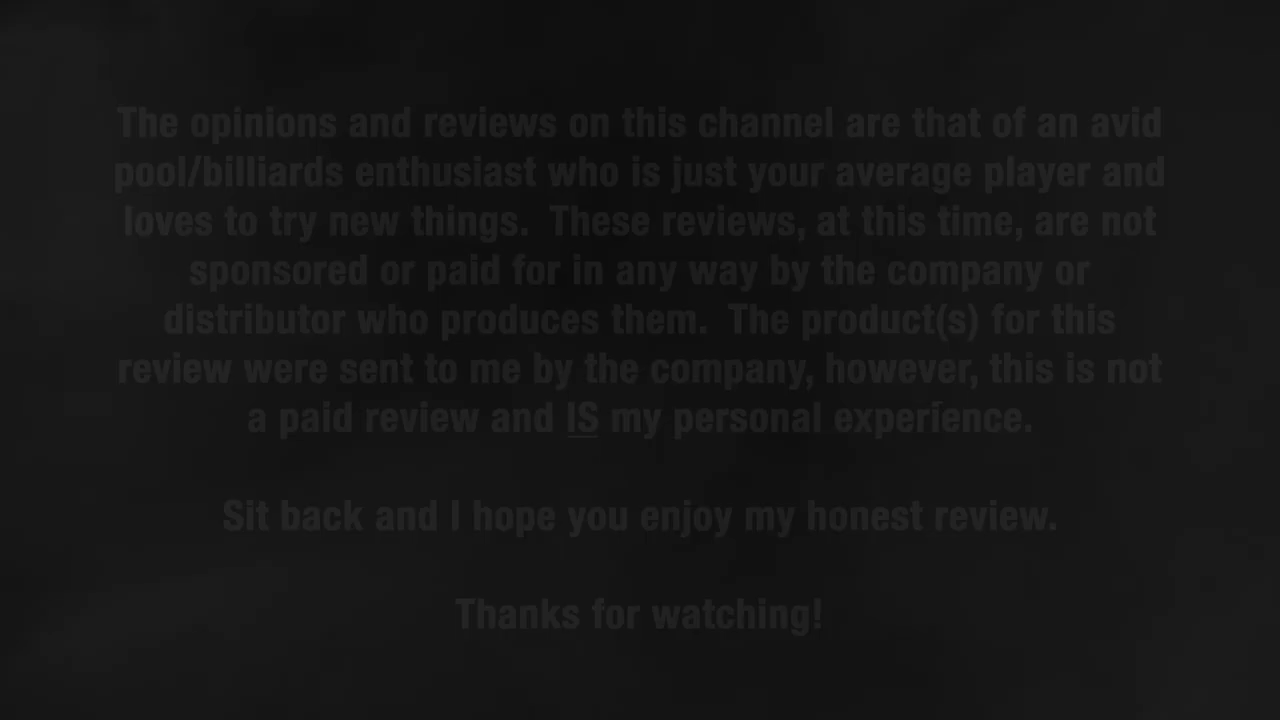 The opinions and reviews on this channel are that of an avid
pool/billiards enthusiast who is just your average player and
loves to try new things.  These reviews, at this time, are not
sponsored or paid for in any way by the company or
distributor who produces them.  The product(s) for this
review were sent to me by the company, however, this is not
a paid review and IS my personal experience.
Sit back and I hope you enjoy my honest review.
Thanks for watching!